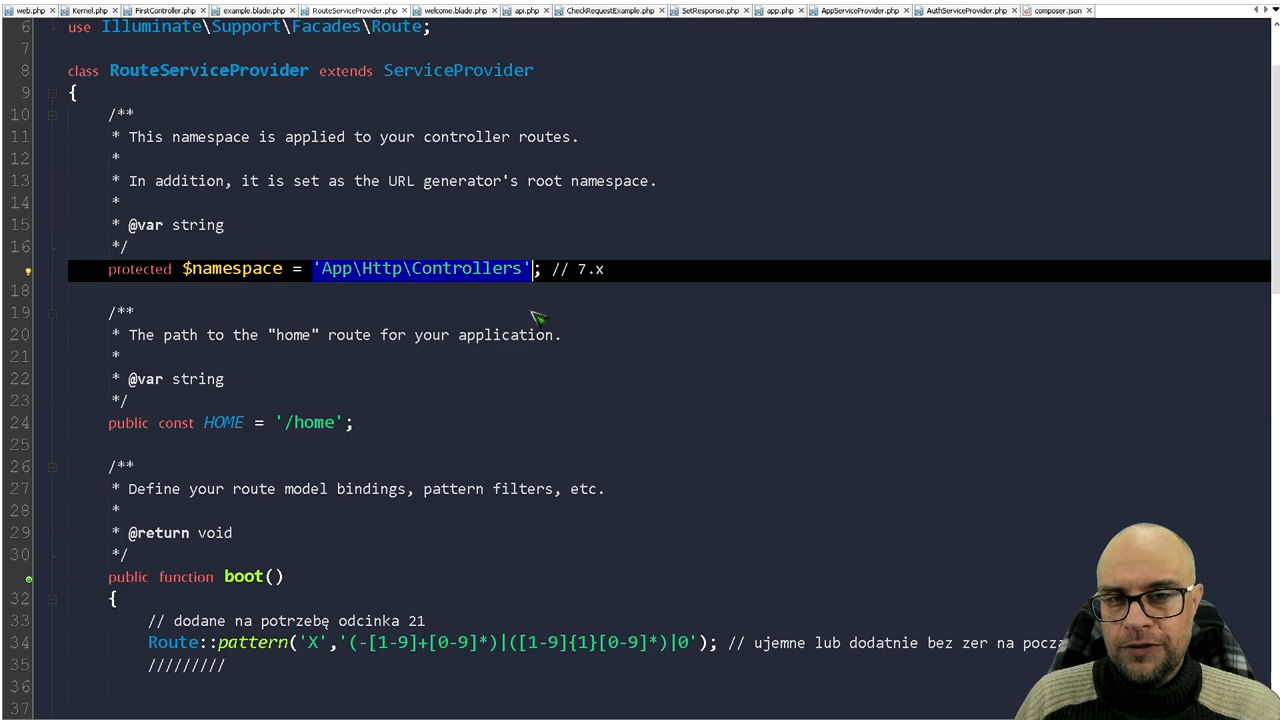 web.php Kernel.php FirstController.php example.blade.php RouteServiceProvider.php welcome.blade.php api.php CheckRequestExample.php SetResponse.php app.php AppServiceProvider.php AuthServiceProvider.php composer.json
6 use Illuminate\Support\Facades\Route;
7
8 class RouteServiceProvider extends ServiceProvider
9 {
10 /**
11 * This namespace is applied to your controller routes.
12 *
13 * In addition, it is set as the URL generator's root namespace.
14 *
15 * @var string
16 */
protected $namespace = 'App\Http\Controllers'; // 7.x
18
19 /**
20 * The path to the "home" route for your application.
21 *
22 * @var string
23 */
24 public const HOME = '/home';
25
26 /**
27 * Define your route model bindings, pattern filters, etc.
28 *
29 * @return void
30 */
public function boot()
32 {
33 // dodane na potrzebę odcinka 21
34 Route::pattern('X','(-[1-9]+[0-9]*)|([1-9]{1}[0-9]*)|0'); // ujemne lub dodatnie bez zer na
35 /////////
36
37